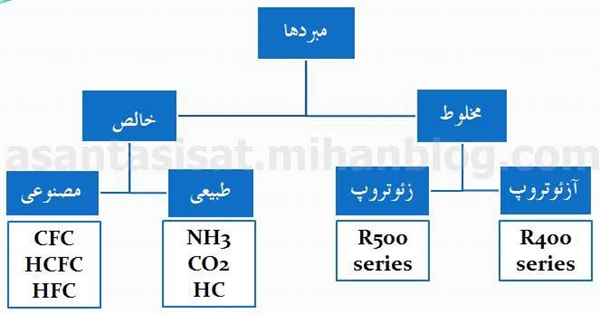 مبردها
مخلوط
خالص
آزئوتروپ
زئوتروپ
طبیعی
مصنوعی
R400
series
R500
series
NH3
CO2
HC
CFC
HCFC
HFC
asantasisat.mihanblog.com